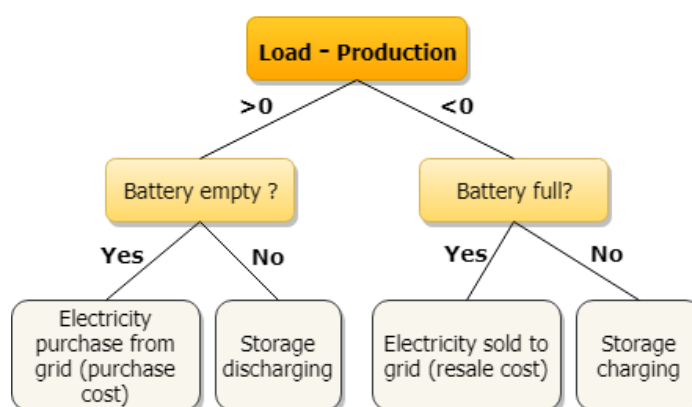 Load - Production
>0
<0
Battery empty ?
Battery full?
Yes
No
Yes
No
Electricity
purchase from
grid (purchase
cost)
Storage
discharging
Electricity sold to
grid (resale cost)
Storage
charging